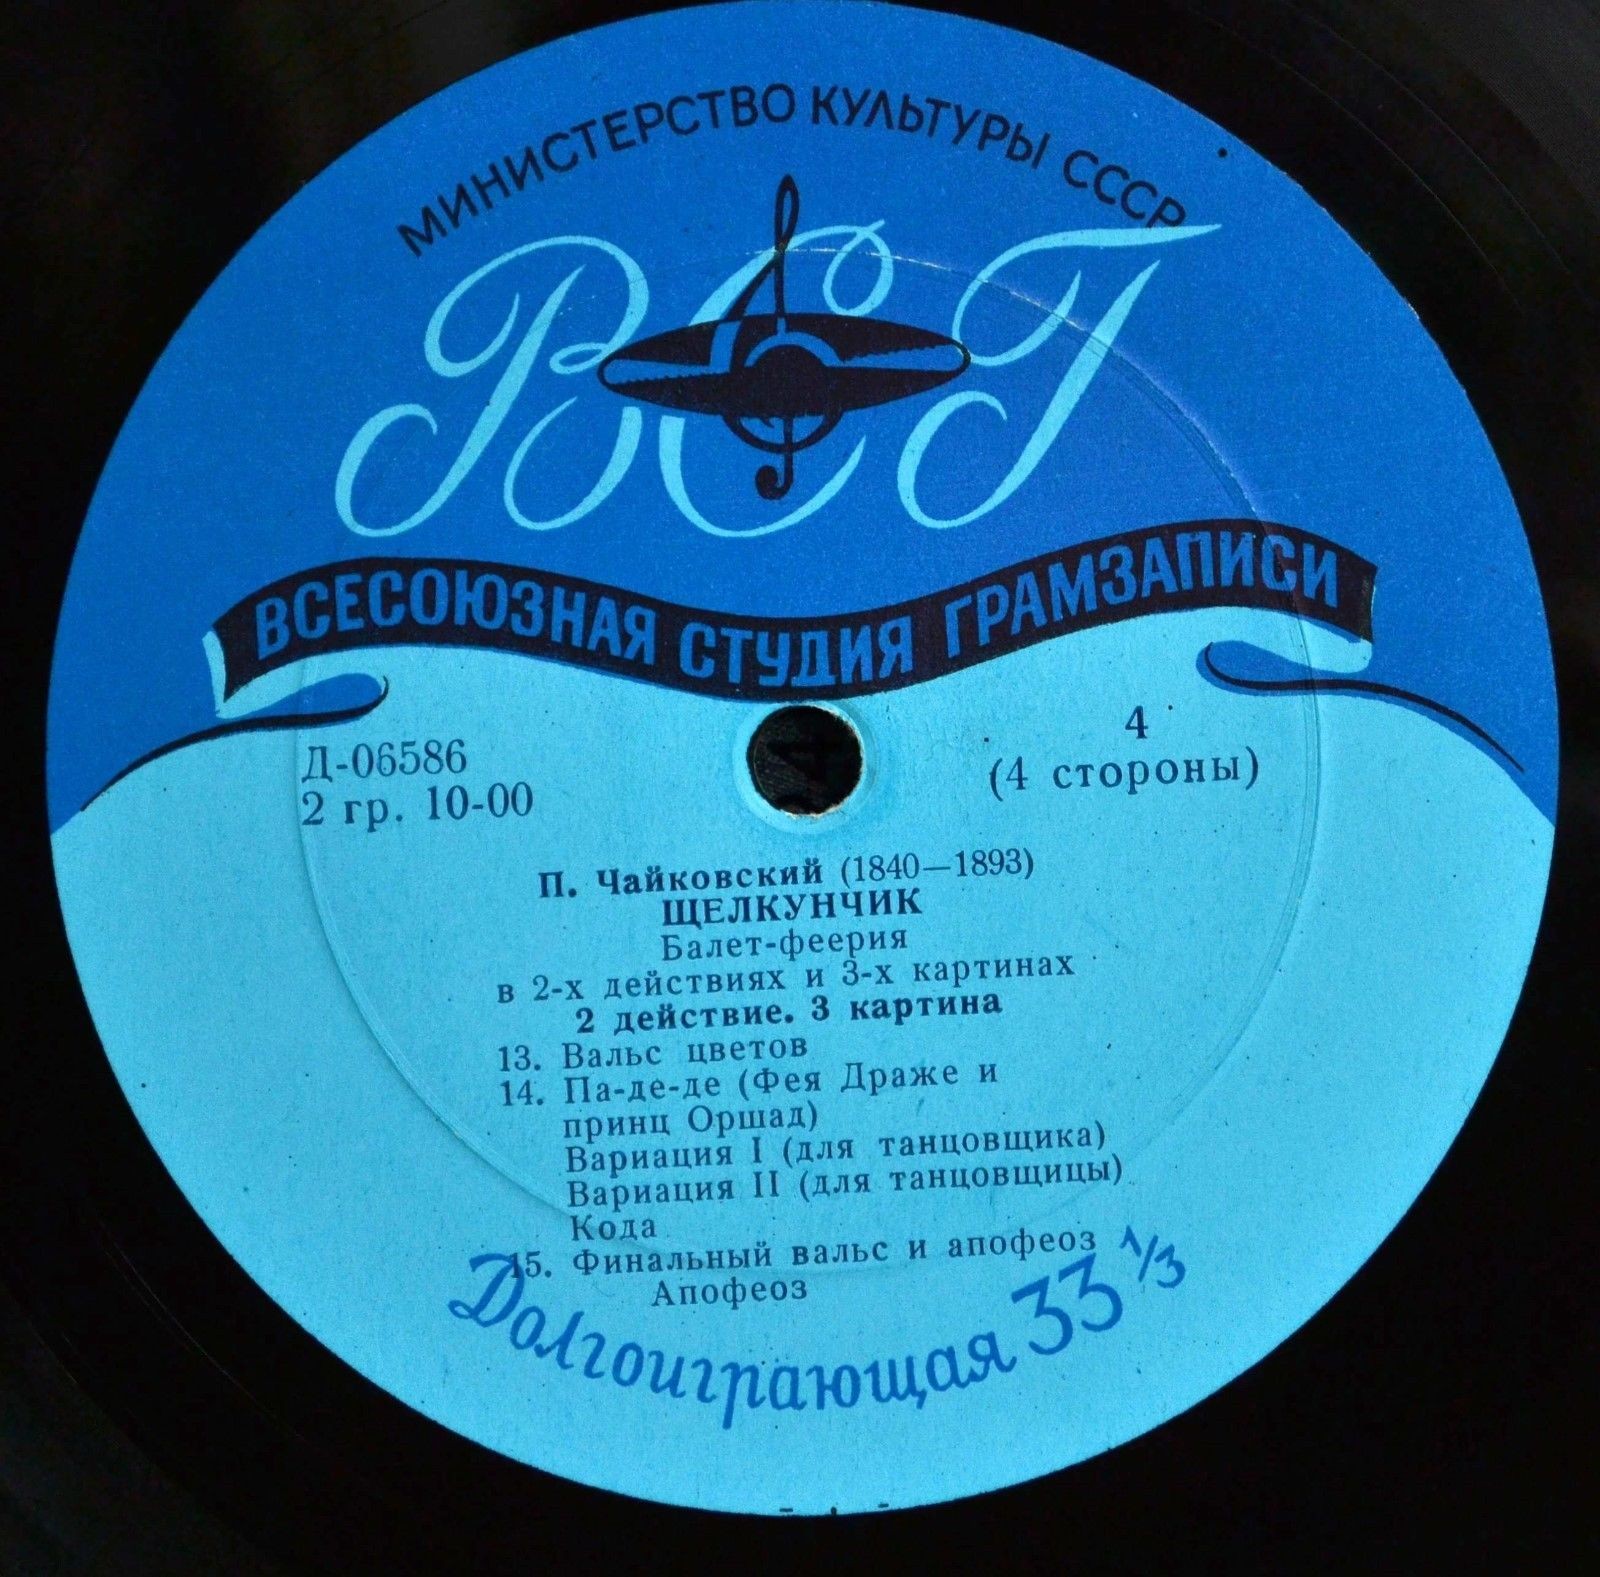 МИНИСТЕРСТВО КУЛЬТУРЫ СССР
ВСГ
ВСЕСОЮЗНАЯ СТУДИЯ ГРАМЗАПИСИ
Д-06586
2 гр. 10-00
4
(4 стороны)
П. Чайковский (1840—1893)
ЩЕЛКУНЧИК
Балет-феерия
в 2-х действиях и 3-х картинах
2 действие. 3 картина
13. Вальс цветов
14. Па-де-де (Фея Драже и
принц Оршад)
Вариация I (для танцовщика)
Вариация II (для танцовщицы)
Кода
15. Финальный вальс и апофеоз
Апофеоз
Долгоиграющая 33 1/3